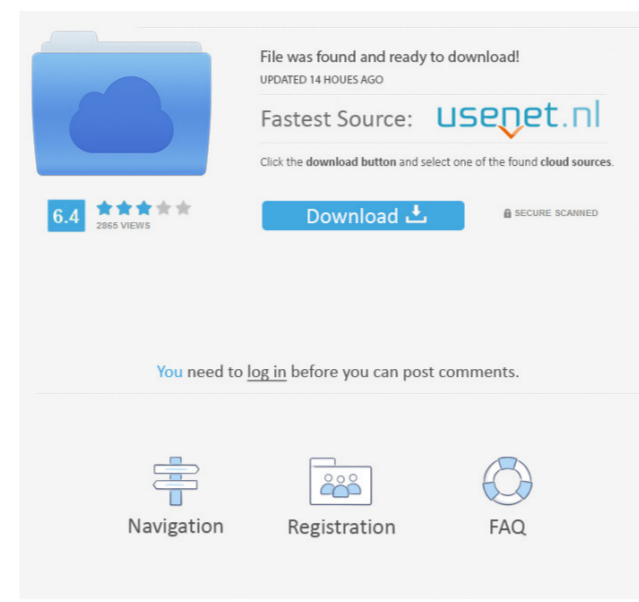 File was found and ready to download!
UPDATED 14 HOUES AGO
Fastest Source: usenet.nl
Click the download button and select one of the found cloud sources.
6.4
2865 VIEWS
Download
SECURE SCANNED
You need to log in before you can post comments.
Navigation
Registration
FAQ